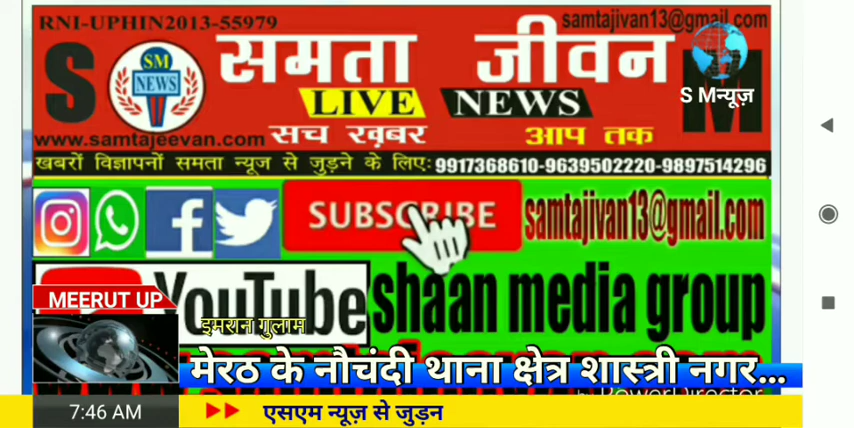 RNI-UPHIN2013-55979
samtajivan13@gmail.com
S
SM
NEWS
समता जीवन
M
S Mन्यूज़
LIVE NEWS
www.samtajeevan.com
सच ख़बर आप तक
खबरों विज्ञापनों समता न्यूज से जुड़ने के लिए: 9917368610-9639502220-9897514296
SUBSCRIBE
samtajivan13@gmail.com
YouTube shaan media group
MEERUT UP
इमरान गुलाम
मेरठ के नौचंदी थाना क्षेत्र शास्त्री नगर...
PowerDirector
7:46 AM
एसएम न्यूज़ से जुड़न